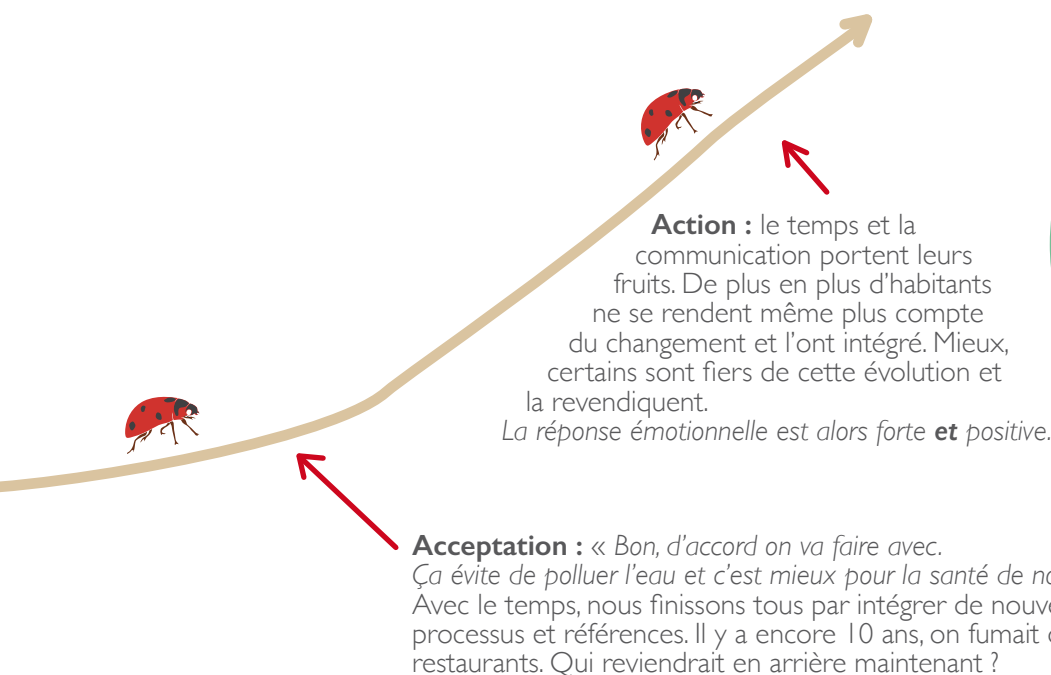 Action : le temps et la
communication portent leurs
fruits. De plus en plus d’habitants
ne se rendent même plus compte
du changement et l’ont intégré. Mieux,
certains sont fiers de cette évolution et
la revendiquent.
La réponse émotionnelle est alors forte et positive.
Acceptation : « Bon, d’accord on va faire avec.
Ça évite de polluer l’eau et c’est mieux pour la santé de
Avec le temps, nous finissons tous par intégrer de
processus et références. Il y a encore 10 ans, on fumait
restaurants. Qui reviendrait en arrière maintenant ?